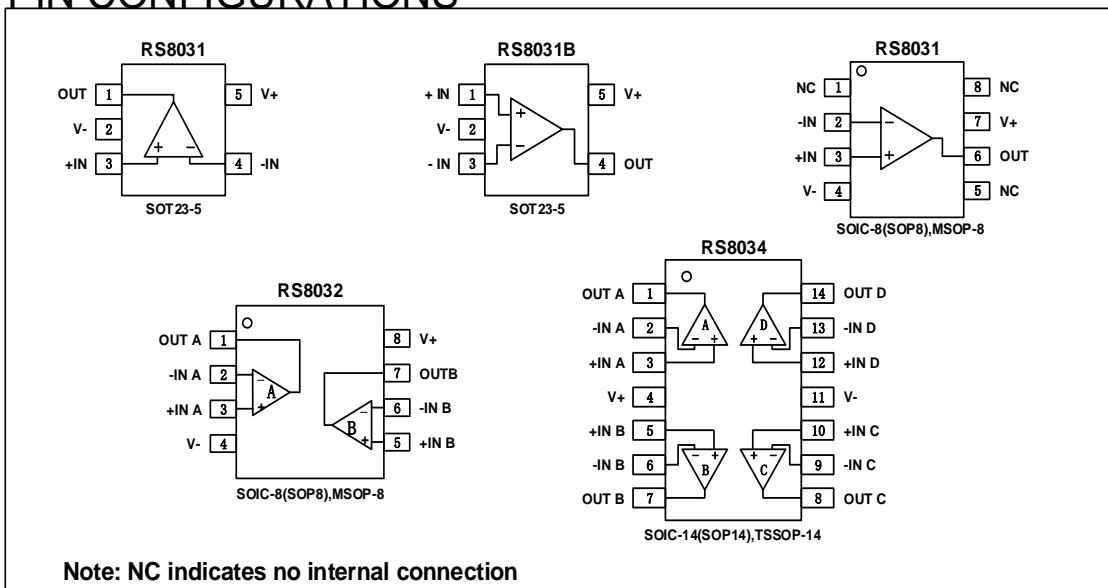 PIN CONFIGURATIONS
RS8031
OUT 1
V- 2
+IN 3
5 V+
4 -IN
+ -
SOT23-5
RS8031B
+ IN 1
V- 2
- IN 3
5 V+
4 OUT
+
-
SOT23-5
RS8031
NC 1
-IN 2
+IN 3
V- 4
8 NC
7 V+
6 OUT
5 NC
-
+
SOIC-8(SOP8),MSOP-8
RS8032
OUT A 1
-IN A 2
+IN A 3
V- 4
8 V+
7 OUTB
6 -IN B
5 +IN B
-
A
+
-
B
+
SOIC-8(SOP8),MSOP-8
RS8034
OUT A 1
-IN A 2
+IN A 3
V+ 4
+IN B 5
-IN B 6
OUT B 7
14 OUT D
13 -IN D
12 +IN D
11 V-
10 +IN C
9 -IN C
8 OUT C
A
- +
D
+ -
- +
B
+ -
C
SOIC-14(SOP14),TSSOP-14
Note: NC indicates no internal connection